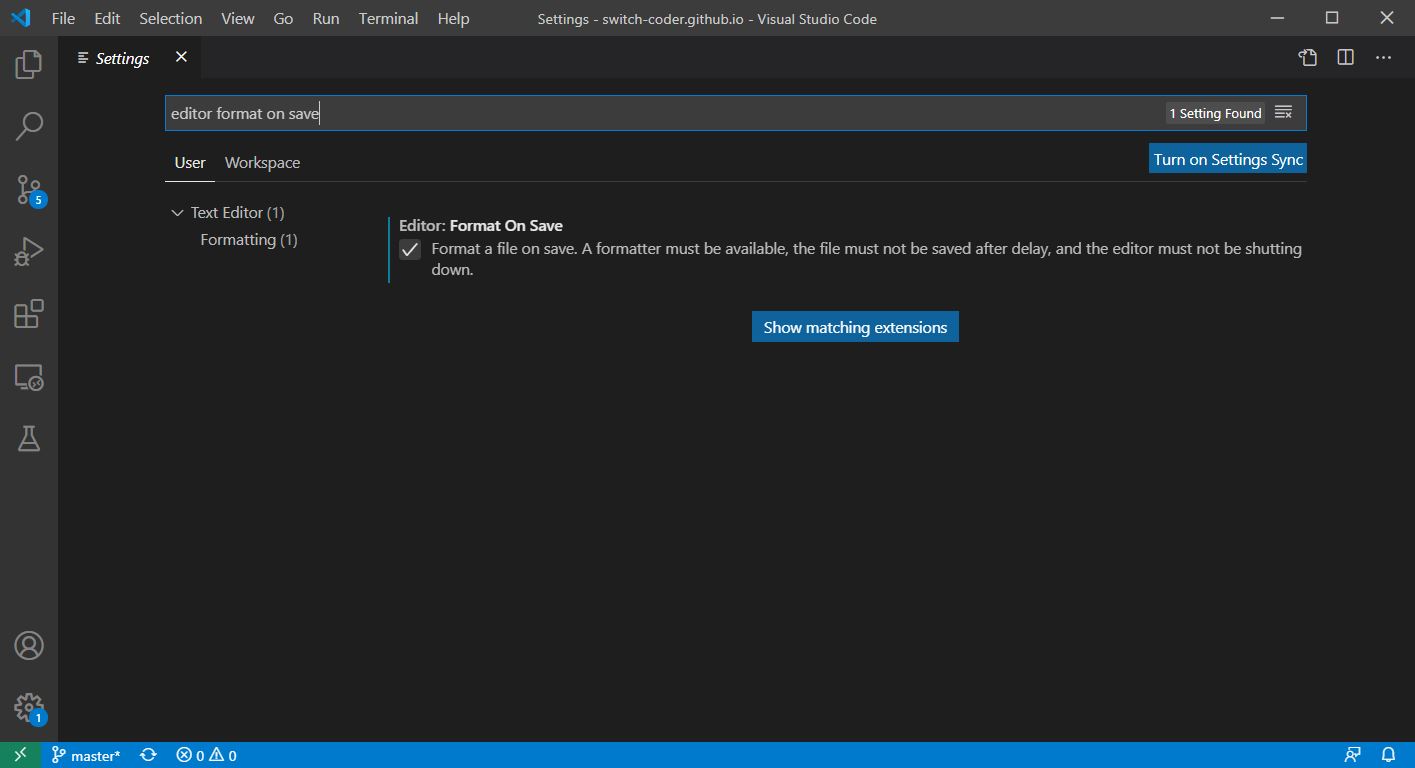 File Edit Selection View Go Run Terminal Help
Settings - switch-coder.github.io - Visual Studio Code
Settings
editor format on save
1 Setting Found
User Workspace
Turn on Settings Sync
Text Editor (1)
Formatting (1)
Editor: Format On Save
Format a file on save. A formatter must be available, the file must not be saved after delay, and the editor must not be shutting
down.
Show matching extensions
5
1
master*
0
0